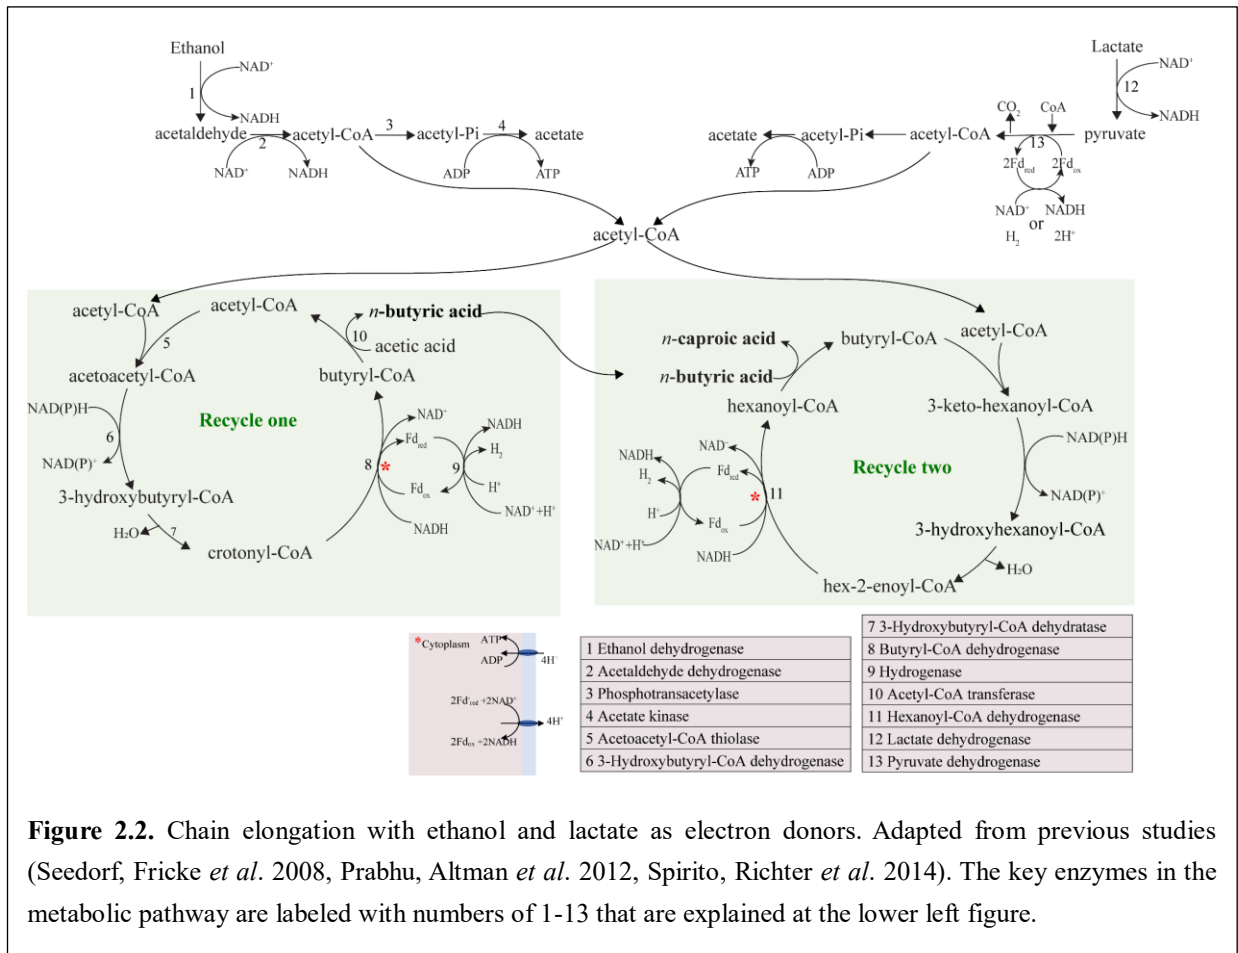 Ethanol
NAD⁺
1
NADH
acetaldehyde
2
NAD⁺
NADH
acetyl-CoA
3
acetyl-Pi
4
acetate
ADP
ATP
Lactate
NAD⁺
12
NADH
pyruvate
CO₂
CoA
13
2Fd_red
2Fd_ox
NAD⁺
NADH
or
H₂
2H⁺
acetyl-CoA
acetyl-Pi
acetate
ATP
ADP
acetyl-CoA
acetyl-CoA
acetyl-CoA
5
acetoacetyl-CoA
NAD(P)H
6
NAD(P)⁺
3-hydroxybutyryl-CoA
H₂O
7
crotonyl-CoA
Recycle one
n-butyric acid
10
acetic acid
butyryl-CoA
NAD⁻
Fd_red
8
*
Fd_ox
NADH
9
NADH
H₂
H⁺
NAD⁺+H⁺
n-caproic acid
n-butyric acid
hexanoyl-CoA
butyryl-CoA
acetyl-CoA
3-keto-hexanoyl-CoA
NAD(P)H
NAD(P)⁺
3-hydroxyhexanoyl-CoA
H₂O
hex-2-enoyl-CoA
Recycle two
NAD⁻
NADH
H₂
Fd_red
*
11
H⁺
Fd_ox
NAD⁺+H⁺
NADH
*Cytoplasm
ATP
ADP
4H⁻
2Fd⁻red +2NAD⁺
4H⁺
2Fdox +2NADH
1 Ethanol dehydrogenase
2 Acetaldehyde dehydrogenase
3 Phosphotransacetylase
4 Acetate kinase
5 Acetoacetyl-CoA thiolase
6 3-Hydroxybutyryl-CoA dehydrogenase
7 3-Hydroxybutyryl-CoA dehydratase
8 Butyryl-CoA dehydrogenase
9 Hydrogenase
10 Acetyl-CoA transferase
11 Hexanoyl-CoA dehydrogenase
12 Lactate dehydrogenase
13 Pyruvate dehydrogenase
Figure 2.2. Chain elongation with ethanol and lactate as electron donors. Adapted from previous studies
(Seedorf, Fricke et al. 2008, Prabhu, Altman et al. 2012, Spirito, Richter et al. 2014). The key enzymes in the
metabolic pathway are labeled with numbers of 1-13 that are explained at the lower left figure.